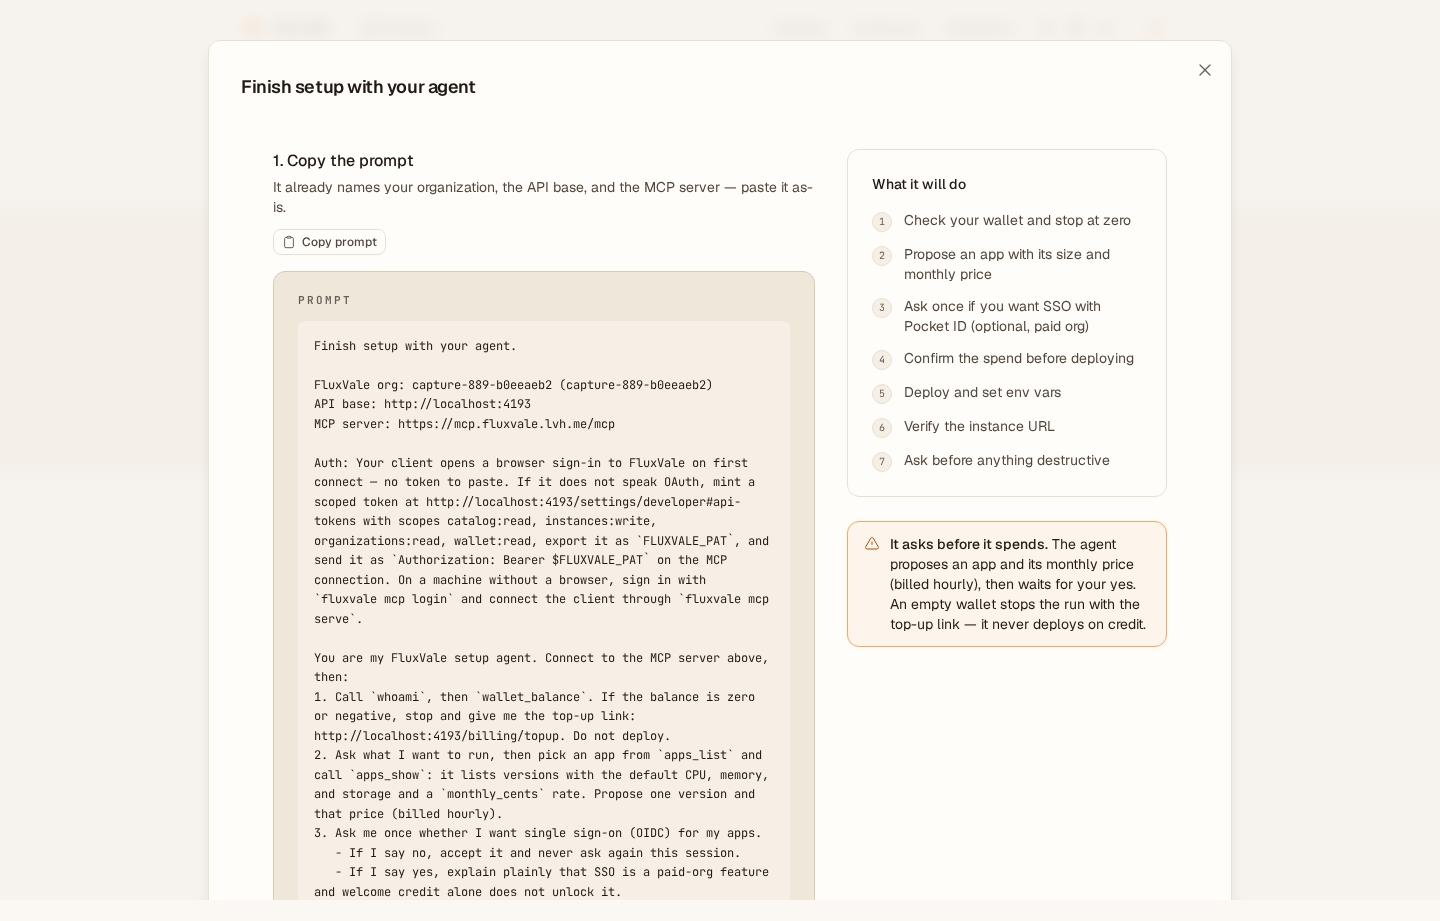 Finish setup with your agent
1. Copy the prompt
It already names your organization, the API base, and the MCP server — paste it as-
is.
Copy prompt
PROMPT
Finish setup with your agent.
FluxVale org: capture-889-b0eeaeb2 (capture-889-b0eeaeb2)
API base: http://localhost:4193
MCP server: https://mcp.fluxvale.lvh.me/mcp
Auth: Your client opens a browser sign-in to FluxVale on first
connect — no token to paste. If it does not speak OAuth, mint a
scoped token at http://localhost:4193/settings/developer#api-
tokens with scopes catalog:read, instances:write,
organizations:read, wallet:read, export it as `FLUXVALE_PAT`, and
send it as `Authorization: Bearer $FLUXVALE_PAT` on the MCP
connection. On a machine without a browser, sign in with
`fluxvale mcp login` and connect the client through `fluxvale mcp
serve`.
You are my FluxVale setup agent. Connect to the MCP server above,
then:
1. Call `whoami`, then `wallet_balance`. If the balance is zero
or negative, stop and give me the top-up link:
http://localhost:4193/billing/topup. Do not deploy.
2. Ask what I want to run, then pick an app from `apps_list` and
call `apps_show`: it lists versions with the default CPU, memory,
and storage and a `monthly_cents` rate. Propose one version and
that price (billed hourly).
3. Ask me once whether I want single sign-on (OIDC) for my apps.
- If I say no, accept it and never ask again this session.
- If I say yes, explain plainly that SSO is a paid-org feature
and welcome credit alone does not unlock it.
What it will do
1 Check your wallet and stop at zero
2 Propose an app with its size and
monthly price
3 Ask once if you want SSO with
Pocket ID (optional, paid org)
4 Confirm the spend before deploying
5 Deploy and set env vars
6 Verify the instance URL
7 Ask before anything destructive
It asks before it spends. The agent
proposes an app and its monthly price
(billed hourly), then waits for your yes.
An empty wallet stops the run with the
top-up link — it never deploys on credit.